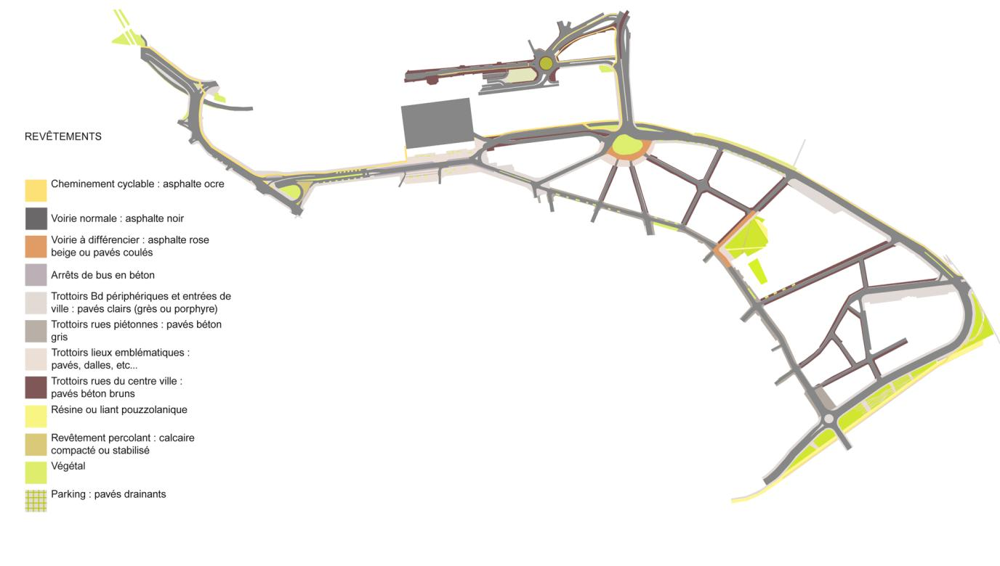 REVÊTEMENTS
Cheminement cyclable : asphalte ocre
Voirie normale : asphalte noir
Voirie à différencier : asphalte rose
beige ou pavés coulés
Arrêts de bus en béton
Trottoirs Bd périphériques et entrées de
ville : pavés clairs (grès ou porphyre)
Trottoirs rues piétonnes : pavés béton
gris
Trottoirs lieux emblématiques :
pavés, dalles, etc...
Trottoirs rues du centre ville :
pavés béton bruns
Résine ou liant pouzzolanique
Revêtement percolant : calcaire
compacté ou stabilisé
Végétal
Parking : pavés drainants